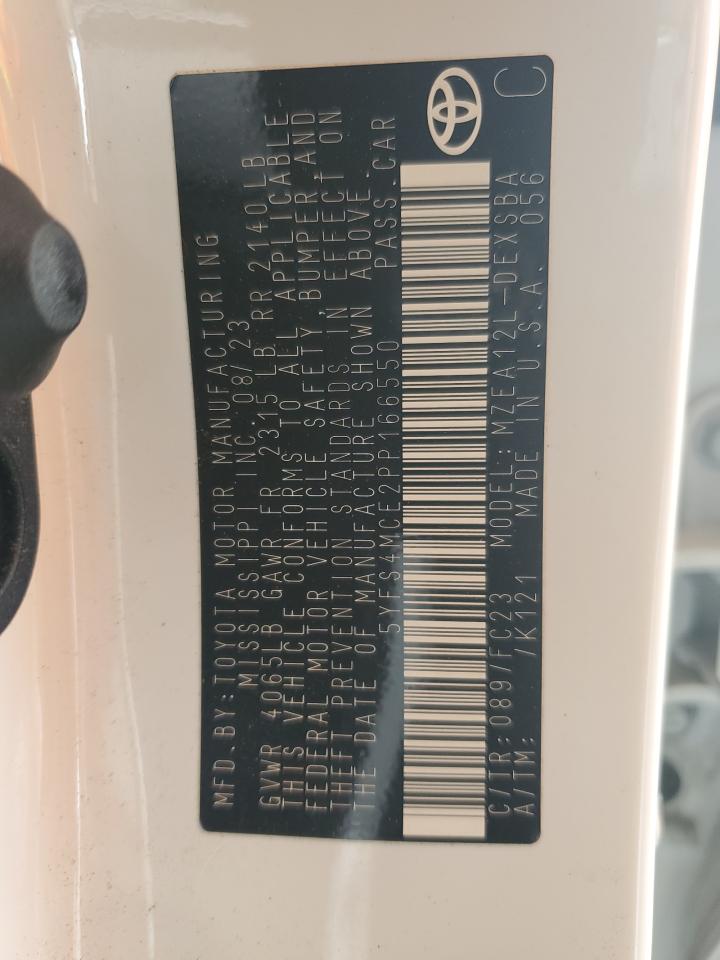 MFD.BY:TOYOTA MOTOR MANUFACTURING
MISSISSIPPI INC.08/23
GVWR 4065LB GAWR FR 2315LB RR 2140LB
THIS VEHICLE CONFORMS TO ALL APPLICABLE
FEDERAL MOTOR VEHICLE SAFETY, BUMPER, AND
THEFT PREVENTION STANDARDS IN EFFECT ON
THE DATE OF MANUFACTURE SHOWN ABOVE.
5YFS4MCE2PP166550 PASS.CAR
C/TR: 089/FC23 MODEL: MZEA12L-DEXSBA
A/TM: /K121 MADE IN U.S.A. 056
C